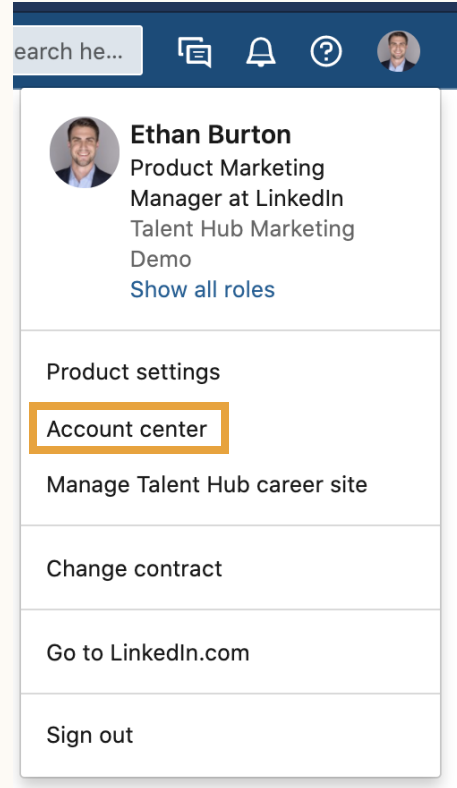 earch he...
Ethan Burton
Product Marketing
Manager at LinkedIn
Talent Hub Marketing
Demo
Show all roles
Product settings
Account center
Manage Talent Hub career site
Change contract
Go to LinkedIn.com
Sign out